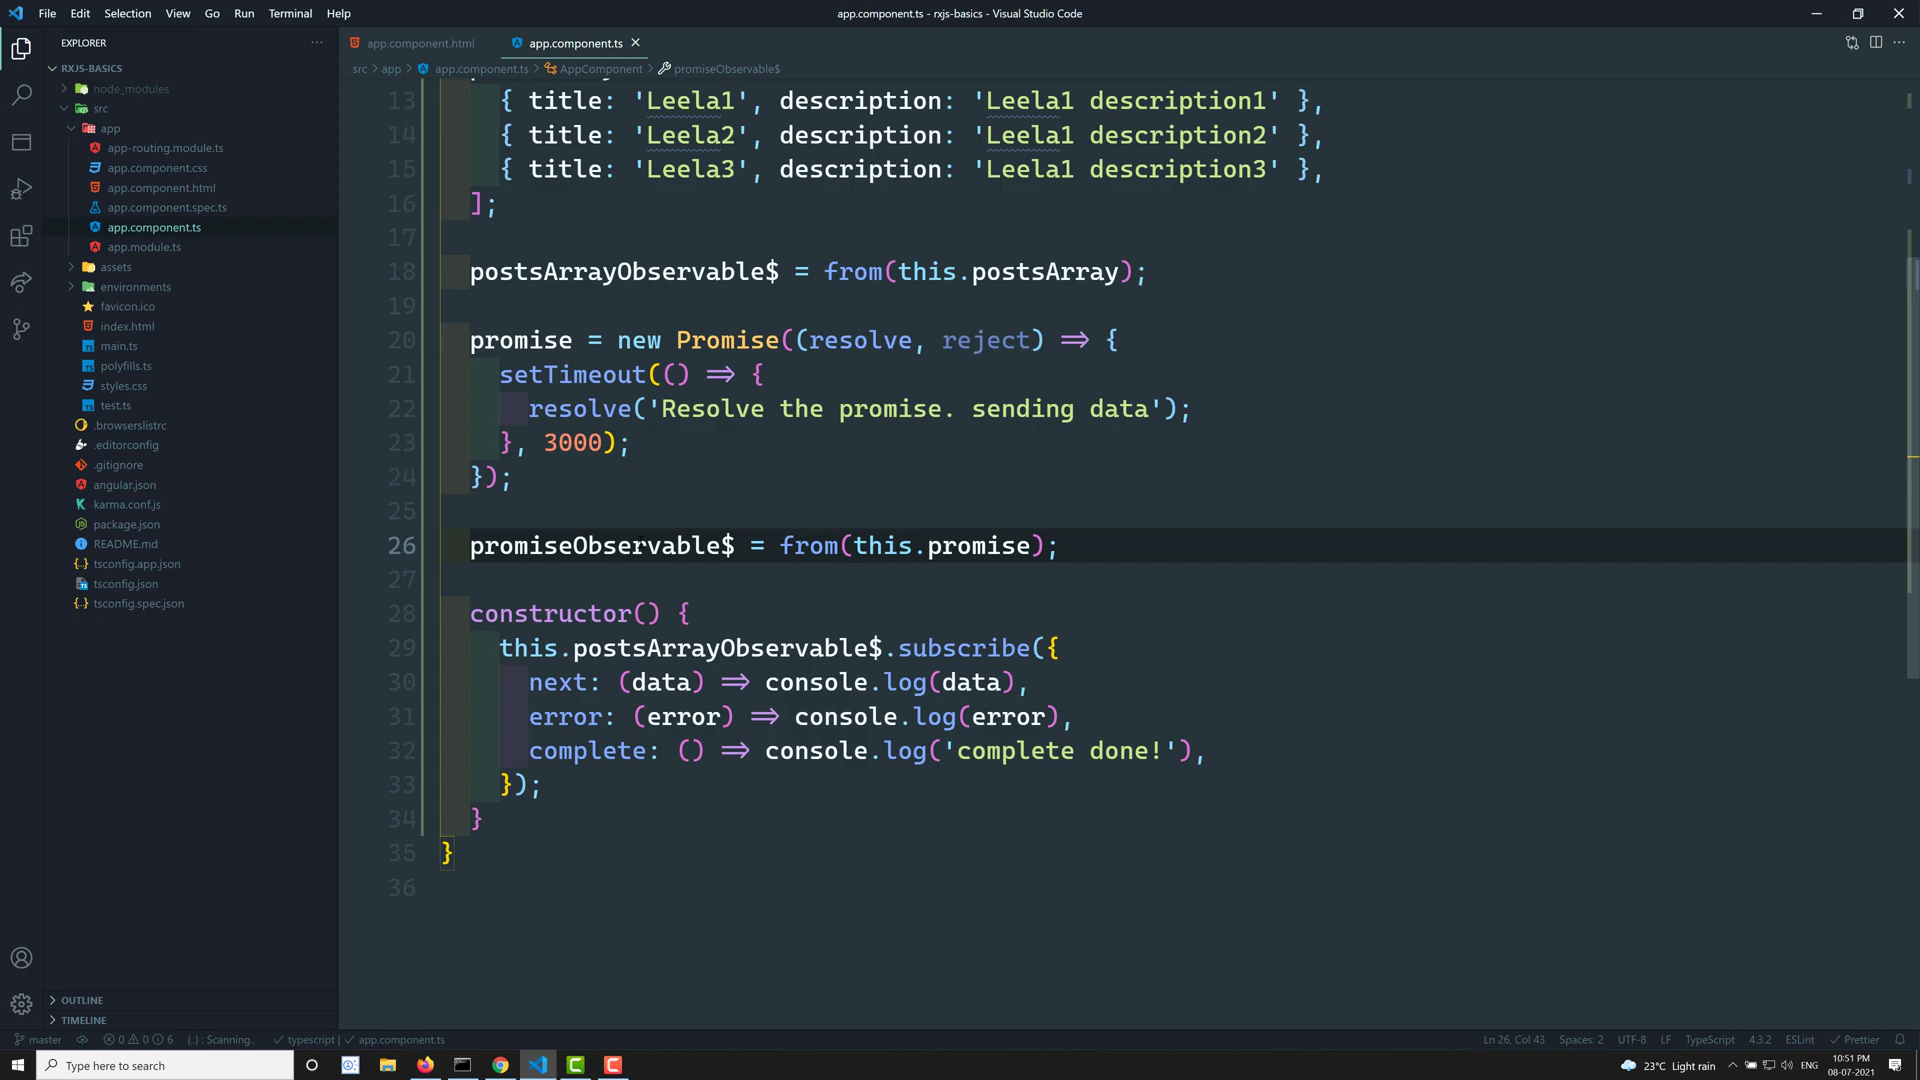 File Edit Selection View Go Run Terminal Help
app.component.ts - rxjs-basics - Visual Studio Code
EXPLORER
RXJS-BASICS
node_modules
src
app
app-routing.module.ts
app.component.css
app.component.html
app.component.spec.ts
app.component.ts
app.module.ts
assets
environments
favicon.ico
index.html
main.ts
polyfills.ts
styles.css
test.ts
.browserslistrc
.editorconfig
.gitignore
angular.json
karma.conf.js
package.json
README.md
tsconfig.app.json
tsconfig.json
tsconfig.spec.json
OUTLINE
TIMELINE
app.component.html app.component.ts
src > app > app.component.ts > AppComponent > promiseObservable$
13 { title: 'Leela1', description: 'Leela1 description1' },
14 { title: 'Leela2', description: 'Leela1 description2' },
15 { title: 'Leela3', description: 'Leela1 description3' },
16 ];
17
18 postsArrayObservable$ = from(this.postsArray);
19
20 promise = new Promise((resolve, reject) => {
21 setTimeout(() => {
22 resolve('Resolve the promise. sending data');
23 }, 3000);
24 });
25
26 promiseObservable$ = from(this.promise);
27
28 constructor() {
29 this.postsArrayObservable$.subscribe({
30 next: (data) => console.log(data),
31 error: (error) => console.log(error),
32 complete: () => console.log('complete done!'),
33 });
34 }
35 }
36
master 0 0 6 {..} : Scanning.. typescript | app.component.ts
Ln 26, Col 43 Spaces: 2 UTF-8 LF TypeScript 4.3.2 ESLint Prettier
Type here to search
23°C Light rain
ENG
10:51 PM
08-07-2021